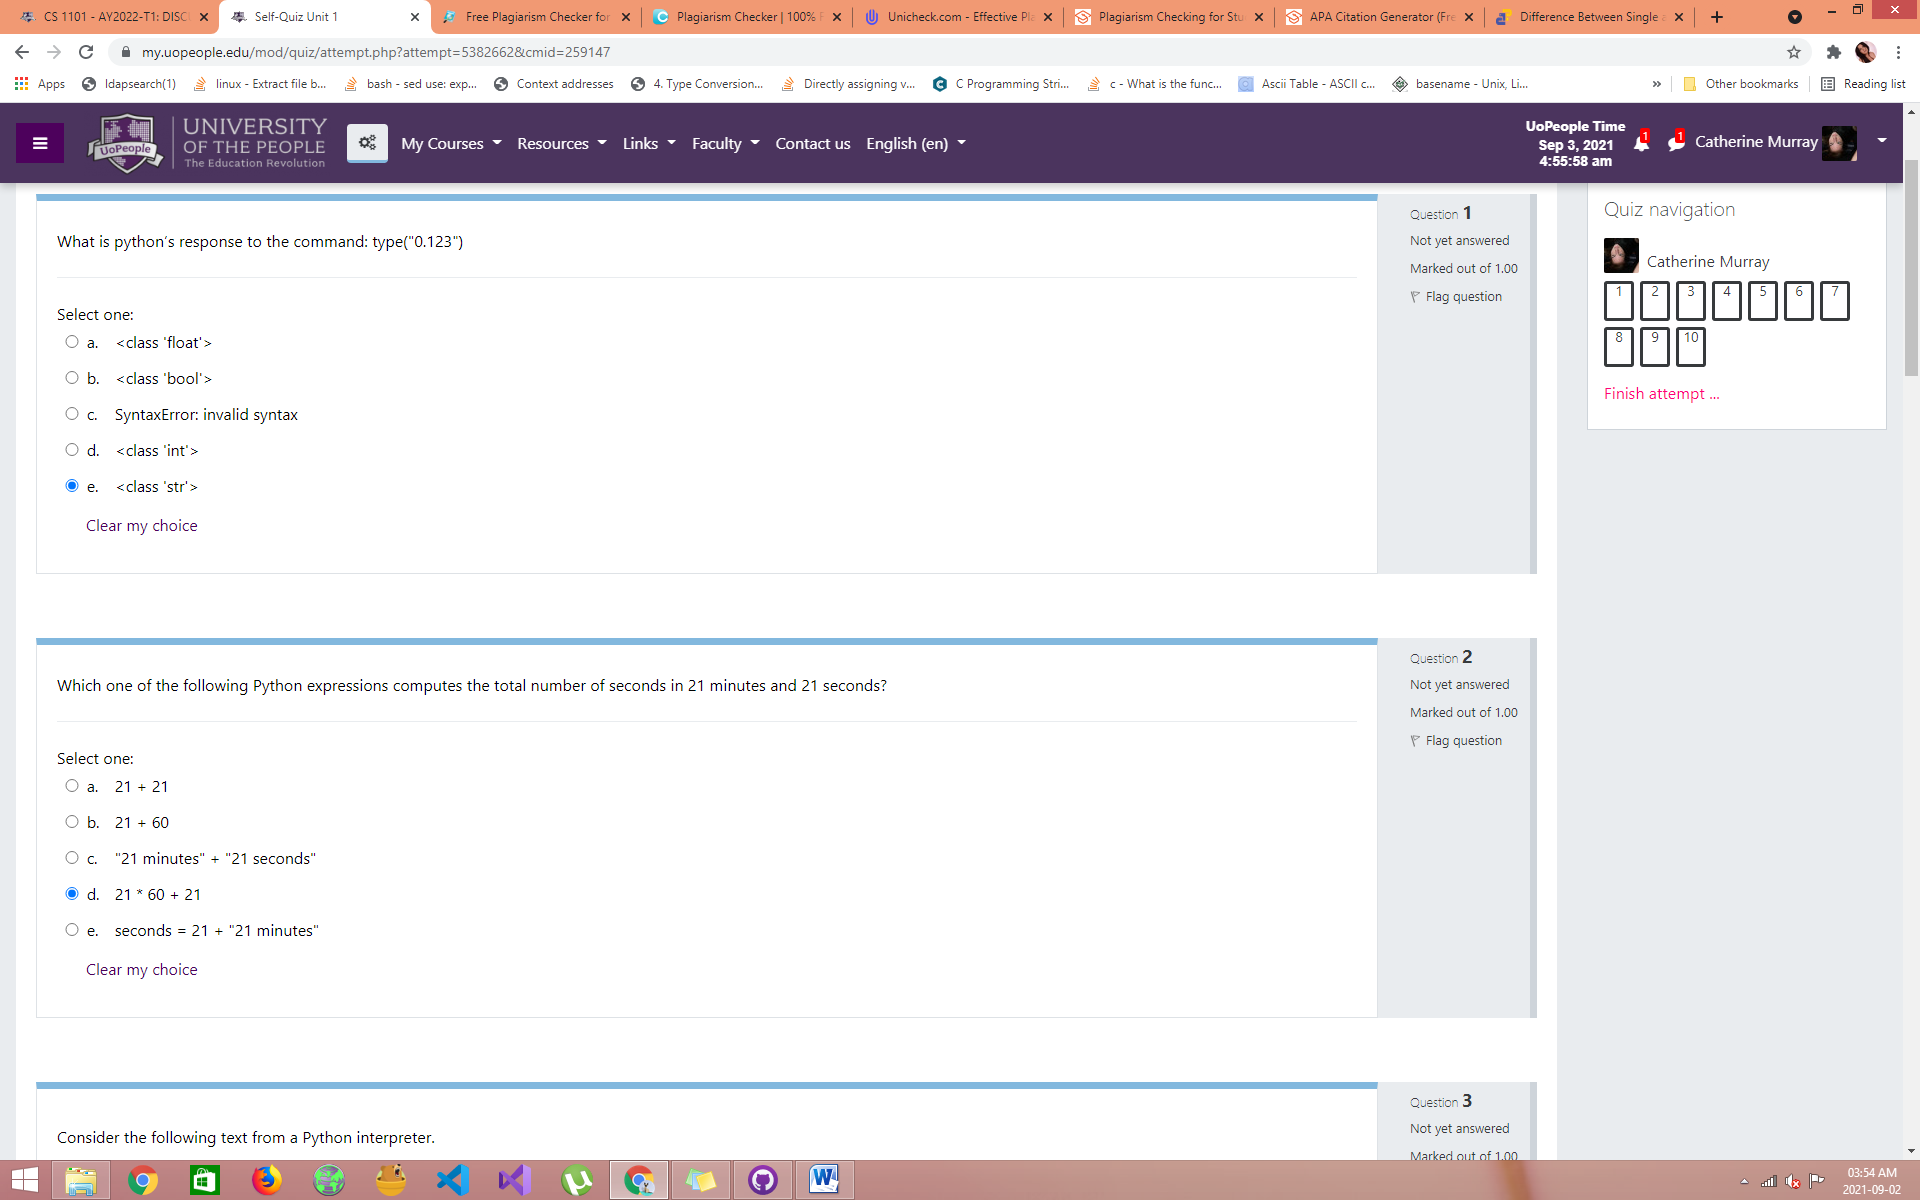 CS 1101 - AY2022-T1: DISC
Self-Quiz Unit 1
Free Plagiarism Checker for
Plagiarism Checker | 100%
Unicheck.com - Effective Pl
Plagiarism Checking for Stu
APA Citation Generator (Fre
Difference Between Single
my.uopeople.edu/mod/quiz/attempt.php?attempt=5382662&cmid=259147
Apps
ldapsearch(1)
linux - Extract file b...
bash - sed use: exp...
Context addresses
4. Type Conversion...
Directly assigning v...
C Programming Stri...
c - What is the func...
Ascii Table - ASCII c...
basename - Unix, Li...
»
Other bookmarks
Reading list
UoPeople
UNIVERSITY
OF THE PEOPLE
The Education Revolution
My Courses
Resources
Links
Faculty
Contact us
English (en)
UoPeople Time
Sep 3, 2021
4:55:58 am
1
1
Catherine Murray
What is python's response to the command: type("0.123")
Select one:
a. <class 'float'>
b. <class 'bool'>
c. SyntaxError: invalid syntax
d. <class 'int'>
e. <class 'str'>
Clear my choice
Question 1
Not yet answered
Marked out of 1.00
Flag question
Quiz navigation
Catherine Murray
1 2 3 4 5 6 7
8 9 10
Finish attempt ...
Which one of the following Python expressions computes the total number of seconds in 21 minutes and 21 seconds?
Select one:
a. 21 + 21
b. 21 + 60
c. "21 minutes" + "21 seconds"
d. 21 * 60 + 21
e. seconds = 21 + "21 minutes"
Clear my choice
Question 2
Not yet answered
Marked out of 1.00
Flag question
Consider the following text from a Python interpreter.
Question 3
Not yet answered
Marked out of 1.00
03:54 AM
2021-09-02